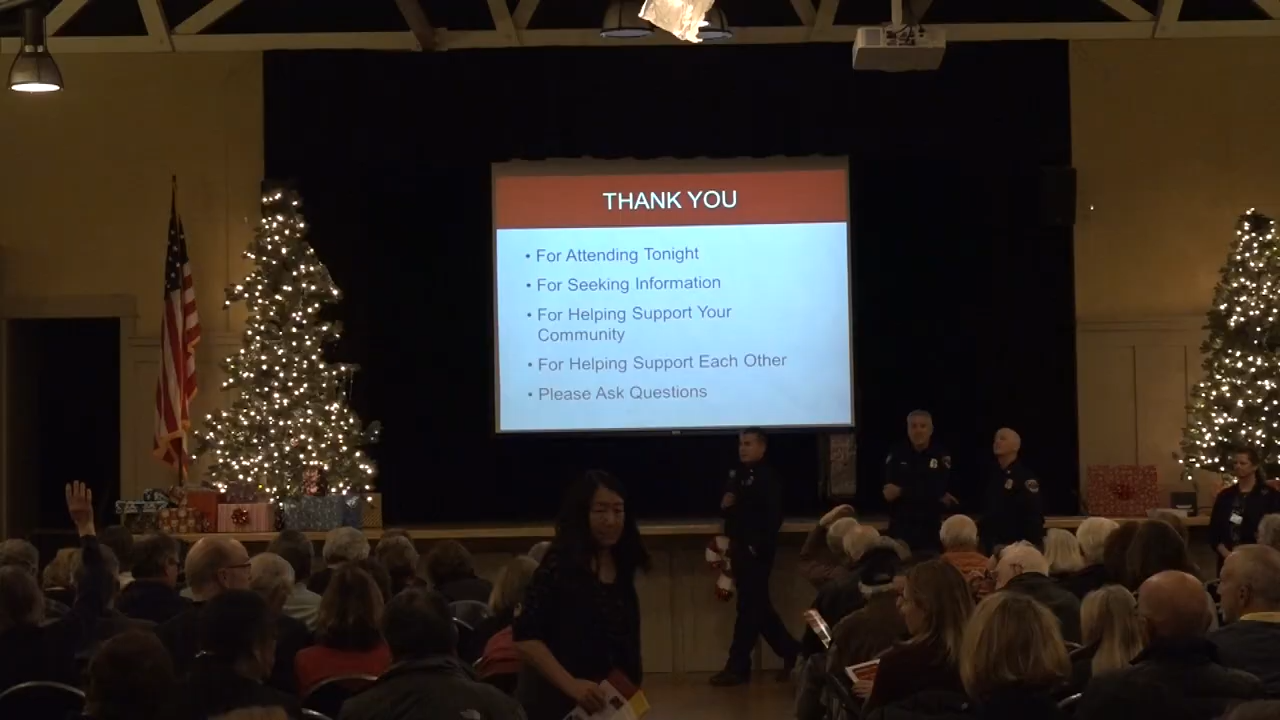 THANK YOU
• For Attending Tonight
• For Seeking Information
• For Helping Support Your
Community
• For Helping Support Each Other
• Please Ask Questions